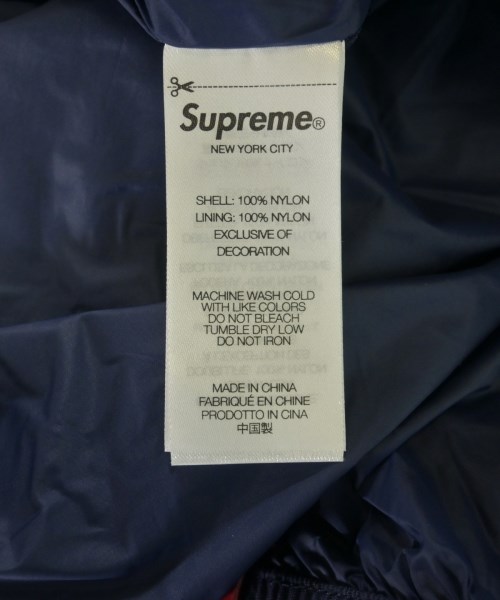 Supreme®
NEW YORK CITY
SHELL: 100% NYLON
LINING: 100% NYLON
EXCLUSIVE OF
DECORATION
MACHINE WASH COLD
WITH LIKE COLORS
DO NOT BLEACH
TUMBLE DRY LOW
DO NOT IRON
MADE IN CHINA
FABRIQUÉ EN CHINE
PRODOTTO IN CINA
中国製